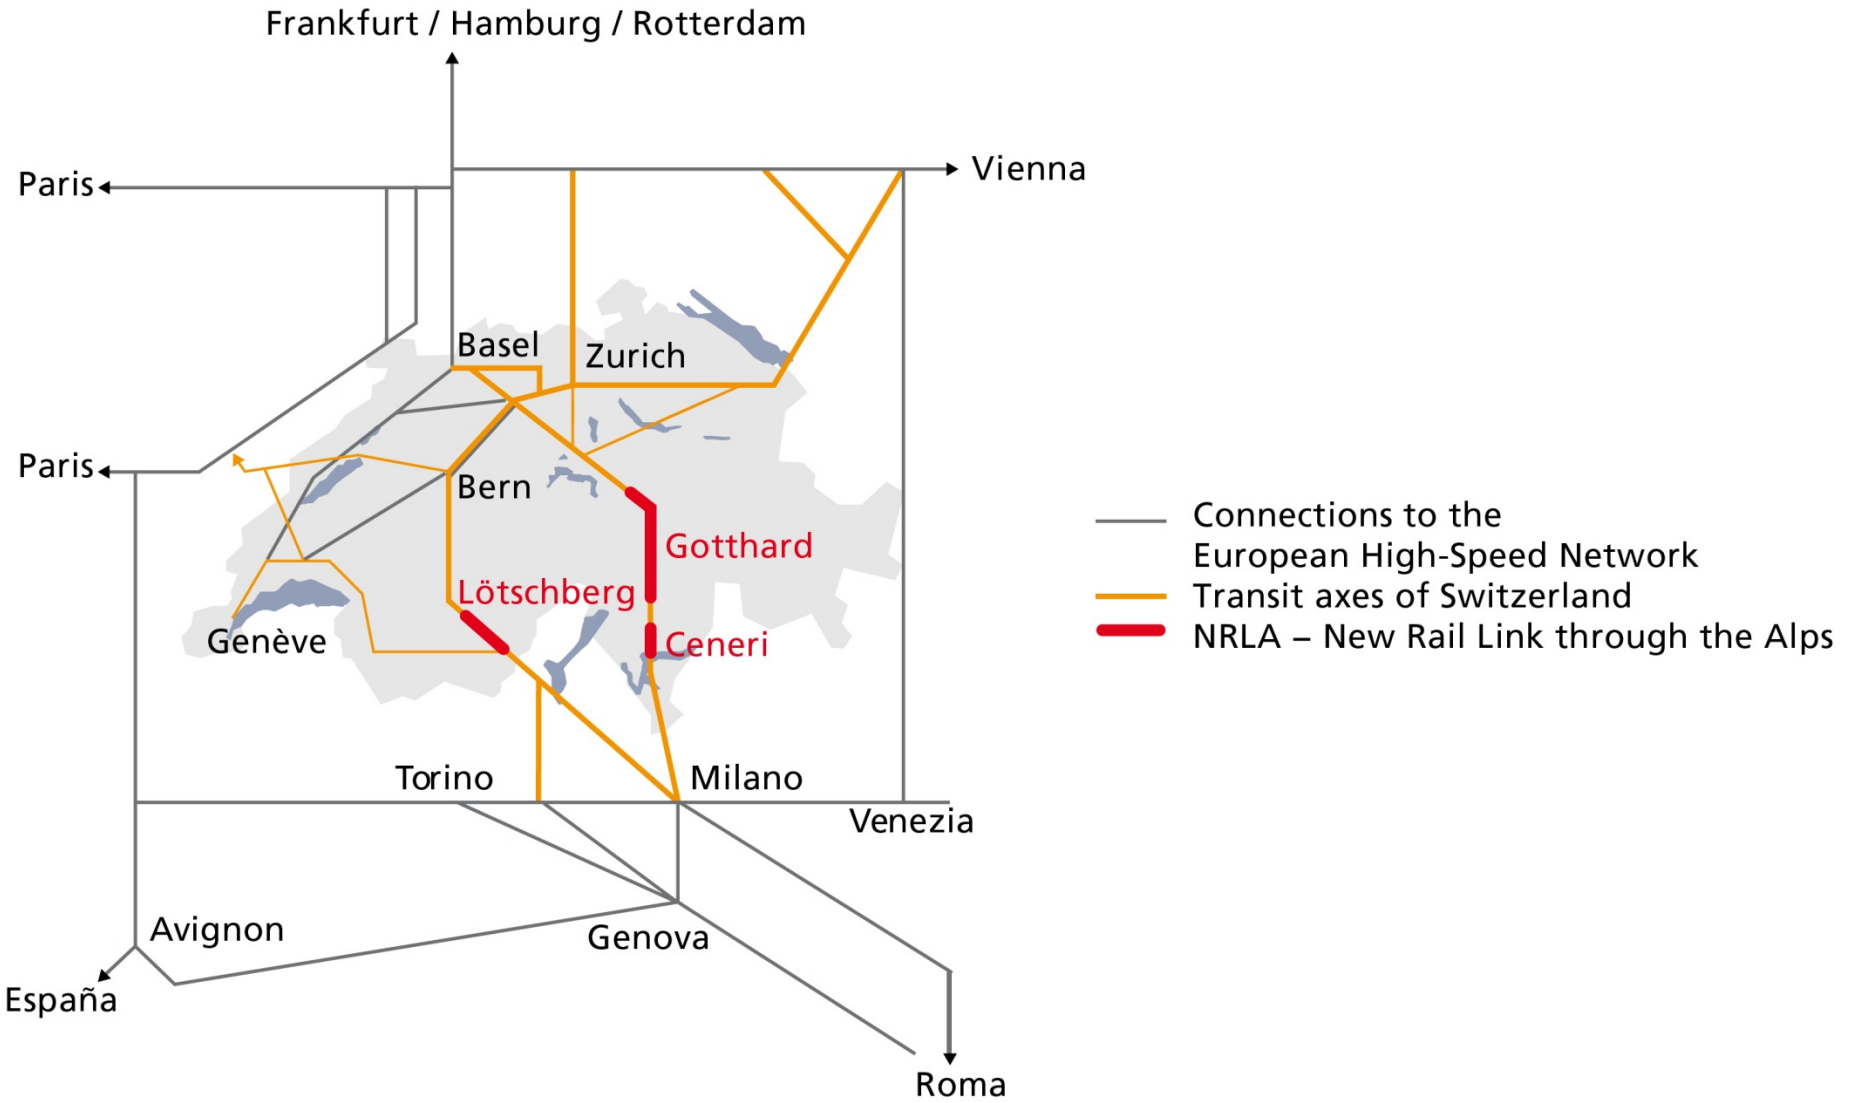 Frankfurt / Hamburg / Rotterdam
Vienna
Paris
Basel
Zurich
Paris
Bern
Gotthard
Lötschberg
Genève
Ceneri
Torino
Milano
Venezia
Avignon
Genova
España
Roma
Connections to the
European High-Speed Network
Transit axes of Switzerland
NRLA – New Rail Link through the Alps